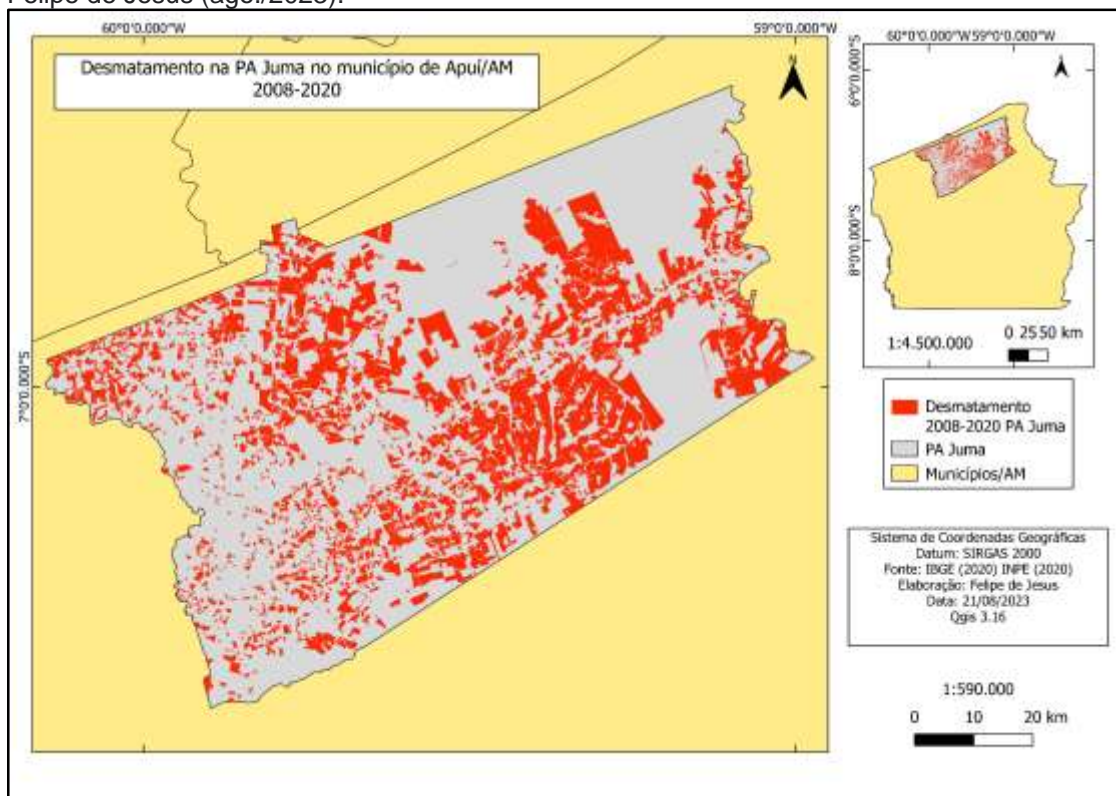 Felipe de Jesus (ago./2023).
60°0'0.000"W
59°0'0.000"W
Desmatamento na PA Juma no município de Apuí/AM
2008-2020
N
7°0'0.000"S
60°0'0.000"W 59°0'0.000"W
6°0'0.000"S
8°0'0.000"S
1:4.500.000
0 25 50 km
Desmatamento
2008-2020 PA Juma
PA Juma
Municípios/AM
Sistema de Coordenadas Geográficas
Datum: SIRGAS 2000
Fonte: IBGE (2020) INPE (2020)
Elaboração: Felipe de Jesus
Data: 21/08/2023
Qgis 3.16
1:590.000
0 10 20 km